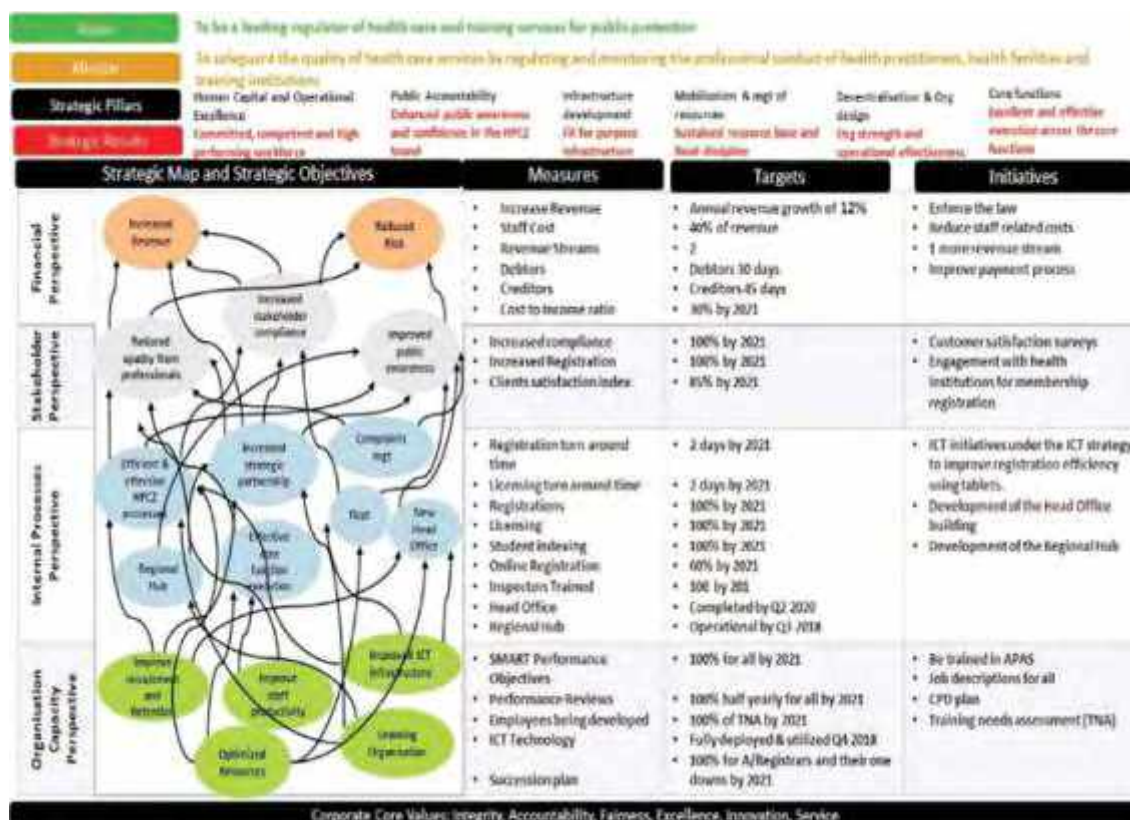 Vision
To be a leading regulator of health care and training services for public protection
Mission
To safeguard the quality of health care services by regulating and monitoring the professional conduct of health practitioners, health facilities and
training institutions
Strategic Pillars
Human Capital and Operational
Excellence
Public Accountability
Infrastructure
development
Mobilisation & mgt of
resources
Decentralisation & Org
design
Core functions
Strategic Results
Committed, competent and high
performing workforce
Enhanced public awareness
and confidence in the HPCZ
brand
Fit for purpose
infrastructure
Sustained resource base and
fiscal discipline
Org strength and
operational effectiveness
Excellent and effective
execution across the core
functions
Strategic Map and Strategic Objectives
Measures
Targets
Initiatives
Financial
Perspective
Increased
Revenue
Reduced
Risk
Increased
stakeholder
compliance
• Increase Revenue
• Staff Cost
• Revenue Streams
• Debtors
• Creditors
• Cost to Income ratio
• Annual revenue growth of 12%
• 40% of revenue
• 2
• Debtors 30 days
• Creditors 45 days
• 30% by 2021
• Enforce the law
• Reduce staff related costs
• 1 more revenue stream
• Improve payment process
Stakeholder
Perspective
Reduced
apathy from
professionals
Improved
public
awareness
• Increased compliance
• Increased Registration
• Clients satisfaction index
• 100% by 2021
• 100% by 2021
• 85% by 2021
• Customer satisfaction surveys
• Engagement with health
Institutions for membership
registration
Internal Processes
Perspective
Efficient &
effective
HPCZ
processes
Increased
strategic
partnership
Complaints
mgt
Fleet
New
Head
Office
Regional
Hub
Effective
core
function
execution
• Registration turn around
time
• Licensing turn around time
• Registrations
• Licensing
• Student indexing
• Online Registration
• Inspectors Trained
• Head Office
• Regional Hub
• 2 days by 2021
• 2 days by 2021
• 100% by 2021
• 100% by 2021
• 100% by 2021
• 60% by 2021
• 100 by 201
• Completed by Q2 2020
• Operational by Q3 2018
• ICT initiatives under the ICT strategy
to improve registration efficiency
using tablets.
• Development of the Head Office
building
• Development of the Regional Hub
Organisation
Capacity
Perspective
Improve
recruitment and
Retention
Improve staff
productivity
Improved ICT
Infrastructure
Optimized
Resources
Learning
Organisation
• SMART Performance
Objectives
• Performance Reviews
• Employees being developed
• ICT Technology
• Succession plan
• 100% for all by 2021
• 100% half yearly for all by 2021
• 100% of TNA by 2021
• Fully deployed & utilized Q4 2018
• 100% for A/Registrars and their one
downs by 2021
• Be trained in APAS
• Job descriptions for all
• CPD plan
• Training needs assessment (TNA)
Corporate Core Values: Integrity, Accountability, Fairness, Excellence, Innovation, Service